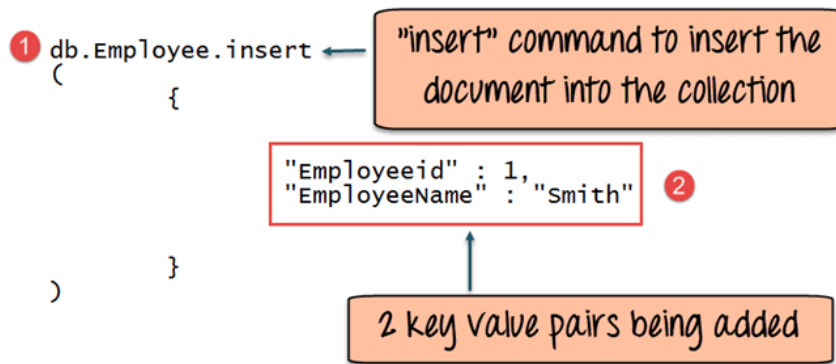 1 db.Employee.insert
"insert" command to insert the
document into the collection
(
{
"Employeeid" : 1,
"EmployeeName" : "Smith"
2
}
)
2 key value pairs being added